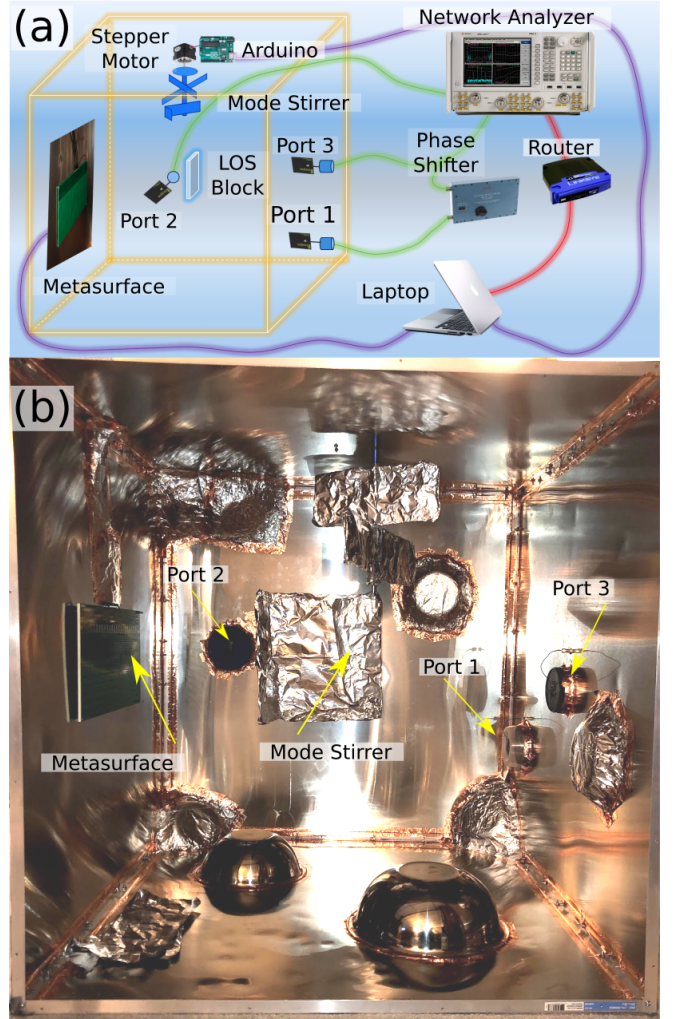 (a)
Network Analyzer
Stepper
Motor
Arduino
Mode Stirrer
Port 3
Phase
Shifter
Router
LOS
Block
Port 2
Port 1
LINKSYS
Metasurface
Laptop
(b)
Port 2
Port 3
Port 1
Metasurface
Mode Stirrer